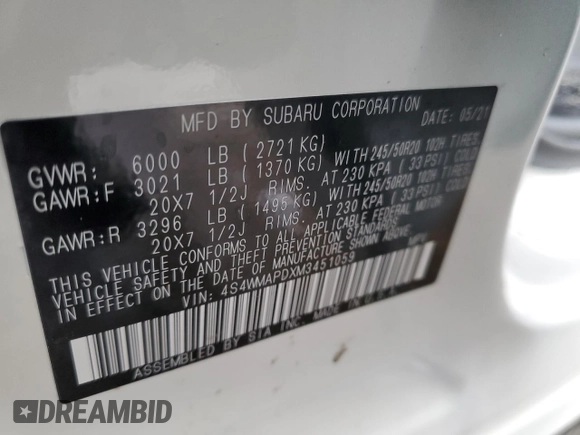 MFD BY SUBARU CORPORATION DATE: 05/21
GVWR: 6000 LB (2721 KG)
GAWR:F 3021 LB (1370 KG) WITH 245/50R20 102H TIRES.
20X7 1/2J RIMS. AT 230 KPA (33 PSI) COLD
GAWR:R 3296 LB (1495 KG) WITH 245/50R20 102H TIRES.
20X7 1/2J RIMS. AT 230 KPA (33 PSI) COLD
THIS VEHICLE CONFORMS TO ALL APPLICABLE FEDERAL MOTOR
VEHICLE SAFETY STANDARDS
IN EFFECT ON THE DATE OF MANUFACTURE SHOWN ABOVE.
VIN: 4S4WMAPDXM3451059 MPV
ASSEMBLED BY SIA INC. MADE IN U.S.A.
DREAMBID